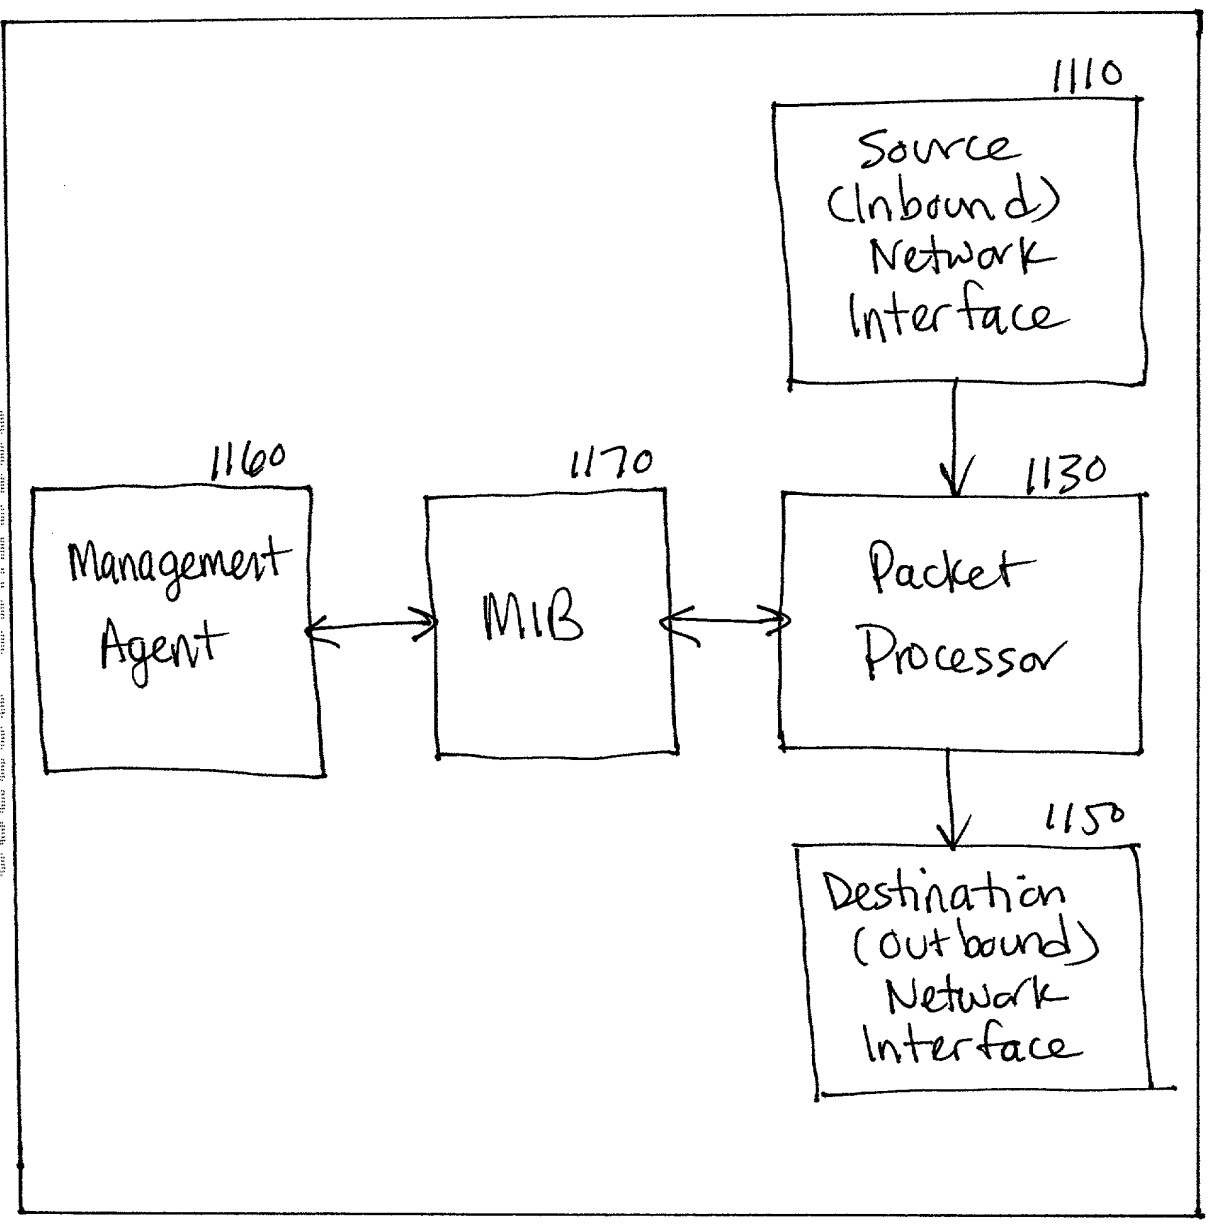 1110
Source
(Inbound)
Network
Interface
1160
Management
Agent
1170
MIB
1130
Packet
Processor
1150
Destination
(outbound)
Network
Interface